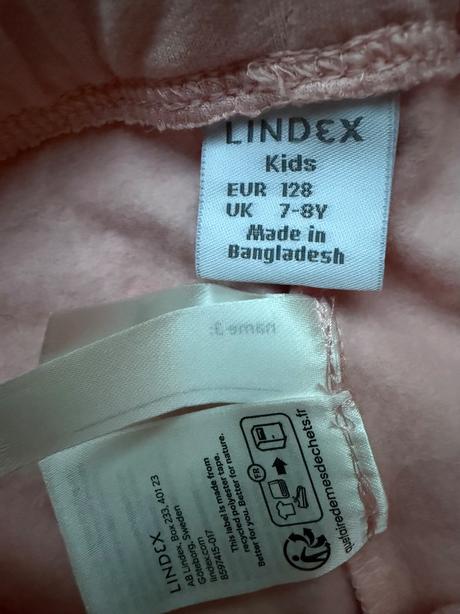 LINDEX
Kids
EUR 128
UK 7-8Y
Made in
Bangladesh
name 3:
LINDEX
AB Lindex, Box 233, 401 23
Göteborg, Sweden
lindex.com
8597415-017
This label is made from
recycled polyester tape.
Better for you. Better for nature.
FR
quefairedemesdechets.fr